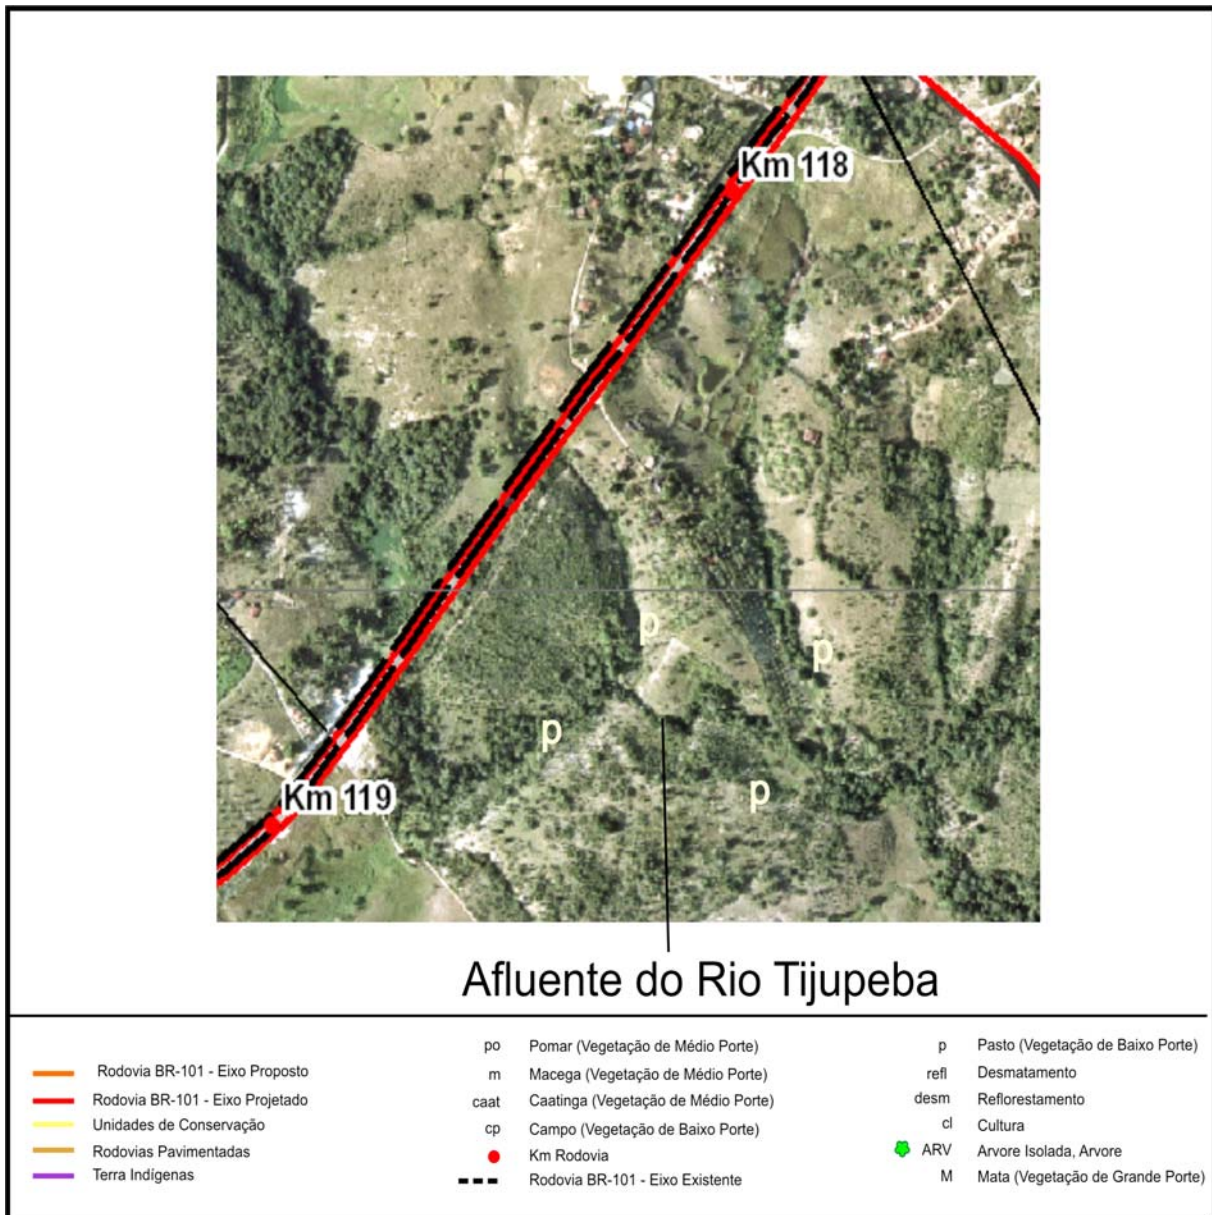 Km 118
p
p
p
p
Km 119
Afluente do Rio Tijupeba
Rodovia BR-101 - Eixo Proposto
Rodovia BR-101 - Eixo Projetado
Unidades de Conservação
Rodovias Pavimentadas
Terra Indígenas
po Pomar (Vegetação de Médio Porte)
m Macega (Vegetação de Médio Porte)
caat Caatinga (Vegetação de Médio Porte)
cp Campo (Vegetação de Baixo Porte)
Km Rodovia
Rodovia BR-101 - Eixo Existente
p Pasto (Vegetação de Baixo Porte)
refl Desmatamento
desm Reflorestamento
cl Cultura
ARV Arvore Isolada, Arvore
M Mata (Vegetação de Grande Porte)